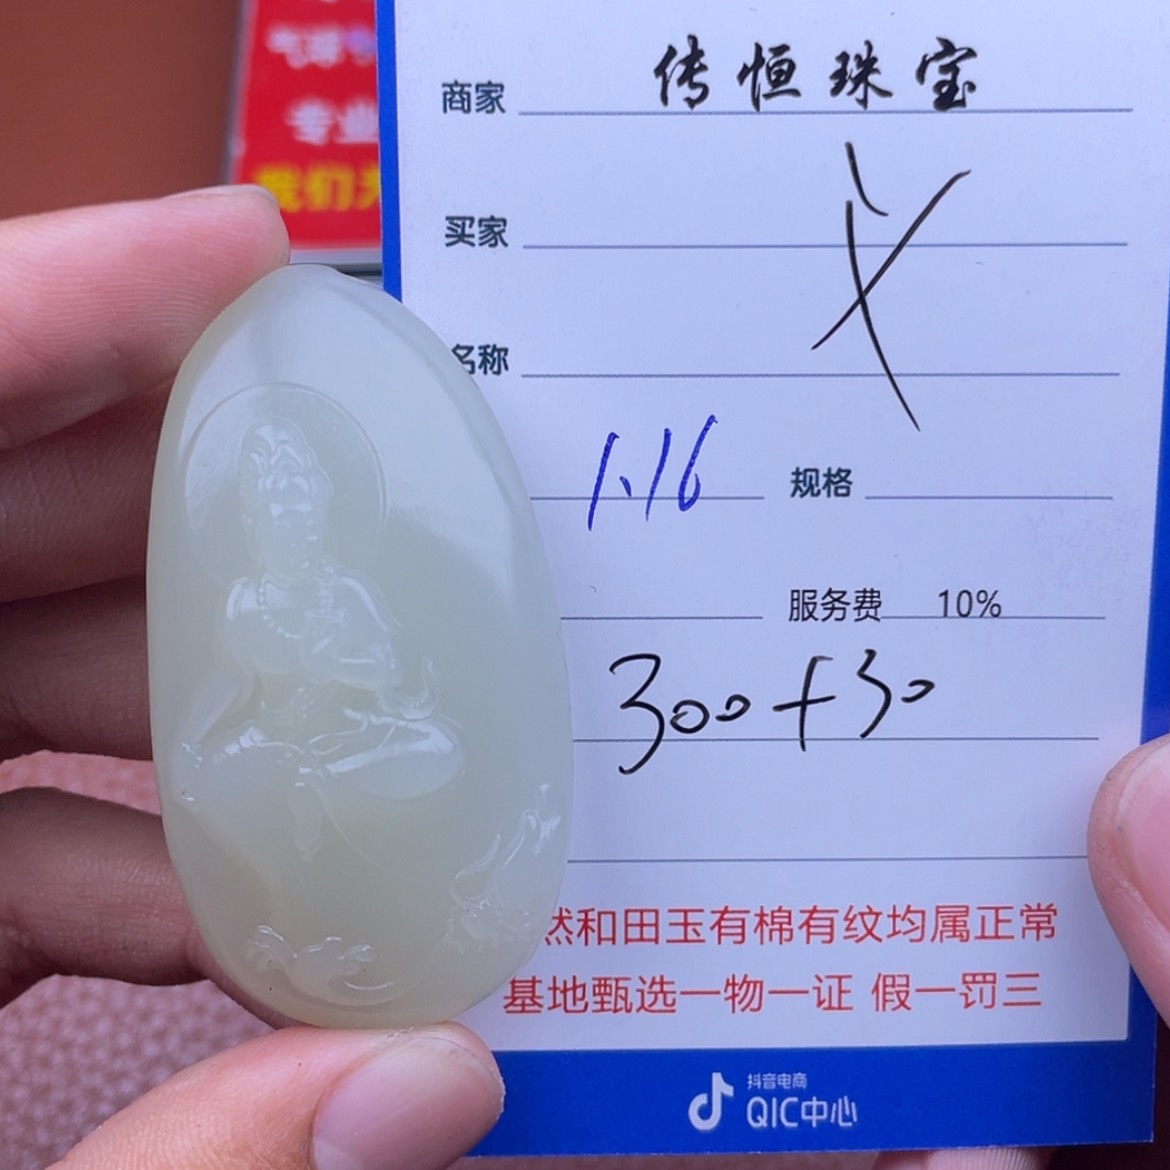 气球
专业
我们
商家 传恒珠宝
买家
名称
1.16 规格
服务费 10%
300+30
然和田玉有棉有纹均属正常
基地甄选一物一证 假一罚三
抖音电商
QIC中心